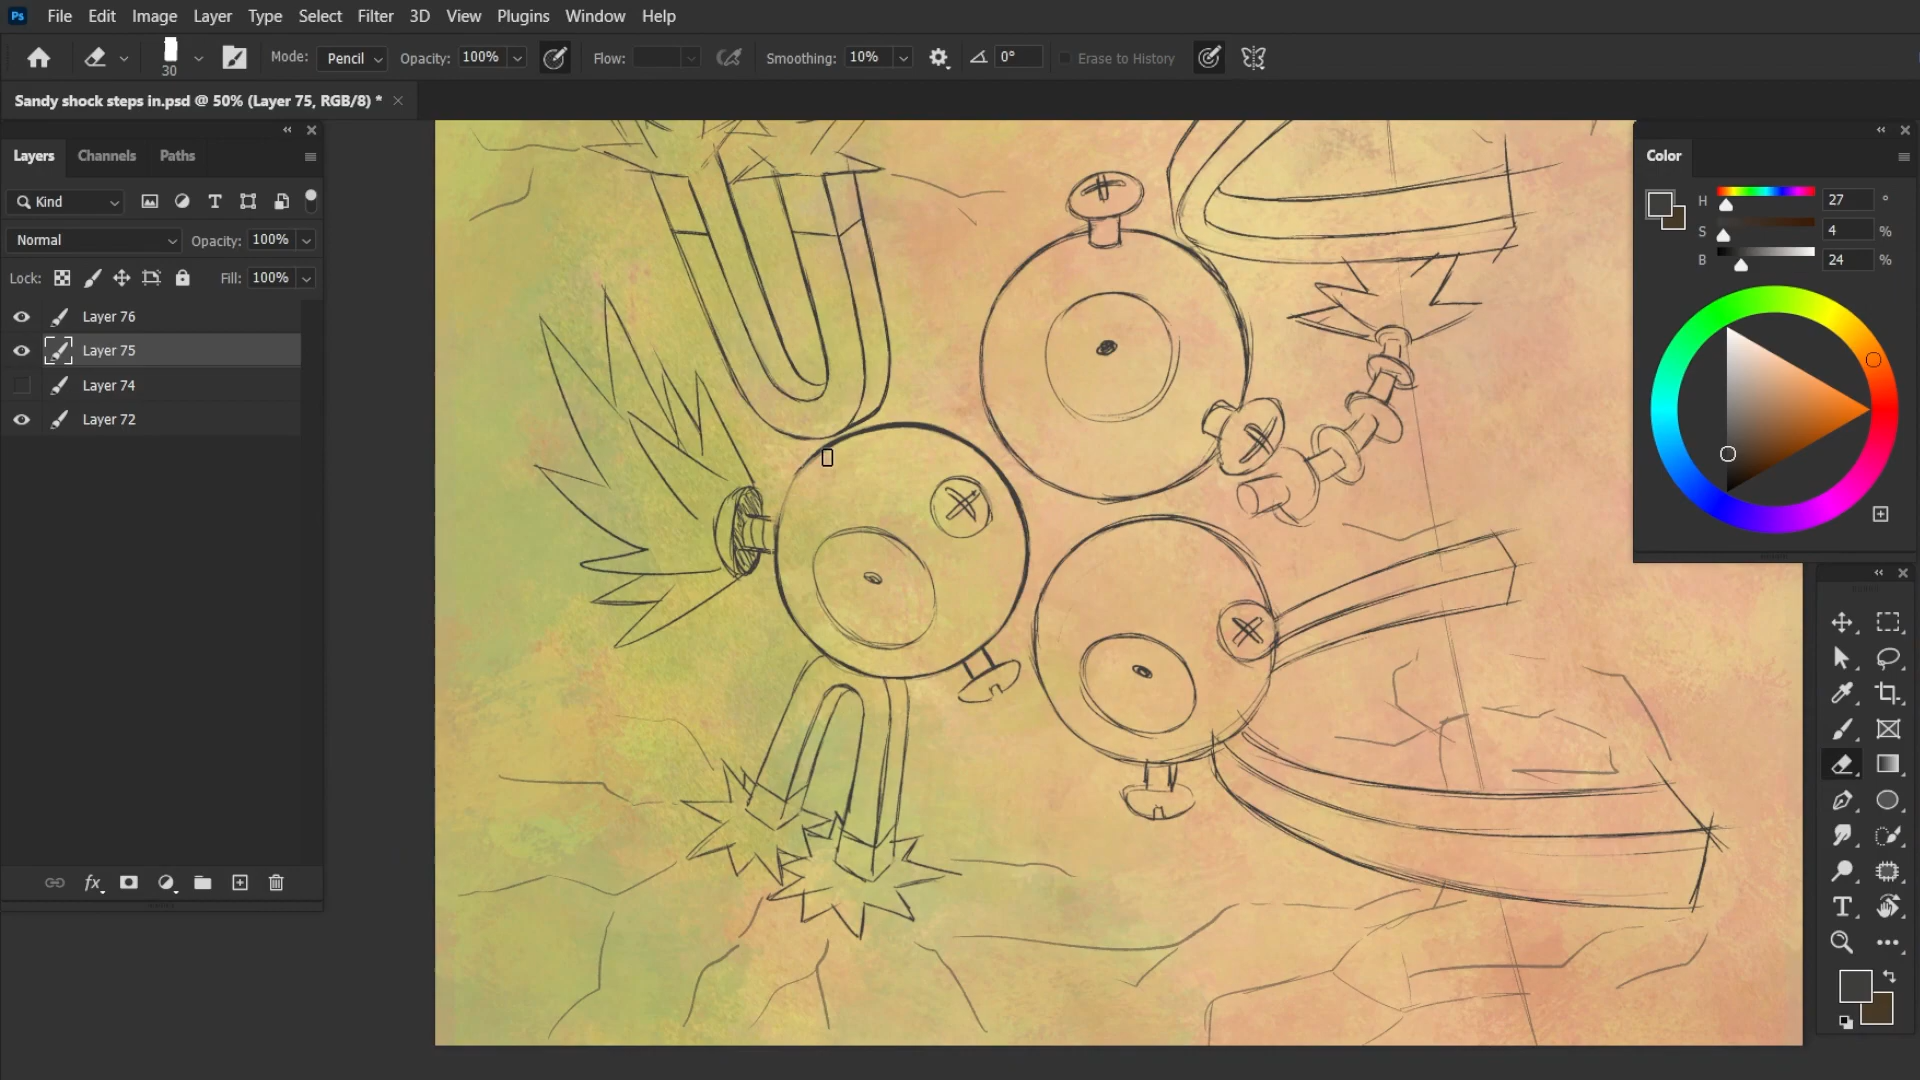 Ps File Edit Image Layer Type Select Filter 3D View Plugins Window Help
30 Mode: Pencil Opacity: 100% Flow: Smoothing: 10% 0° Erase to History
Sandy shock steps in.psd @ 50% (Layer 75, RGB/8) *
Layers Channels Paths
Kind
Normal Opacity: 100%
Lock: Fill: 100%
Layer 76
Layer 75
Layer 74
Layer 72
fx
Color
H 27 °
S 4 %
B 24 %